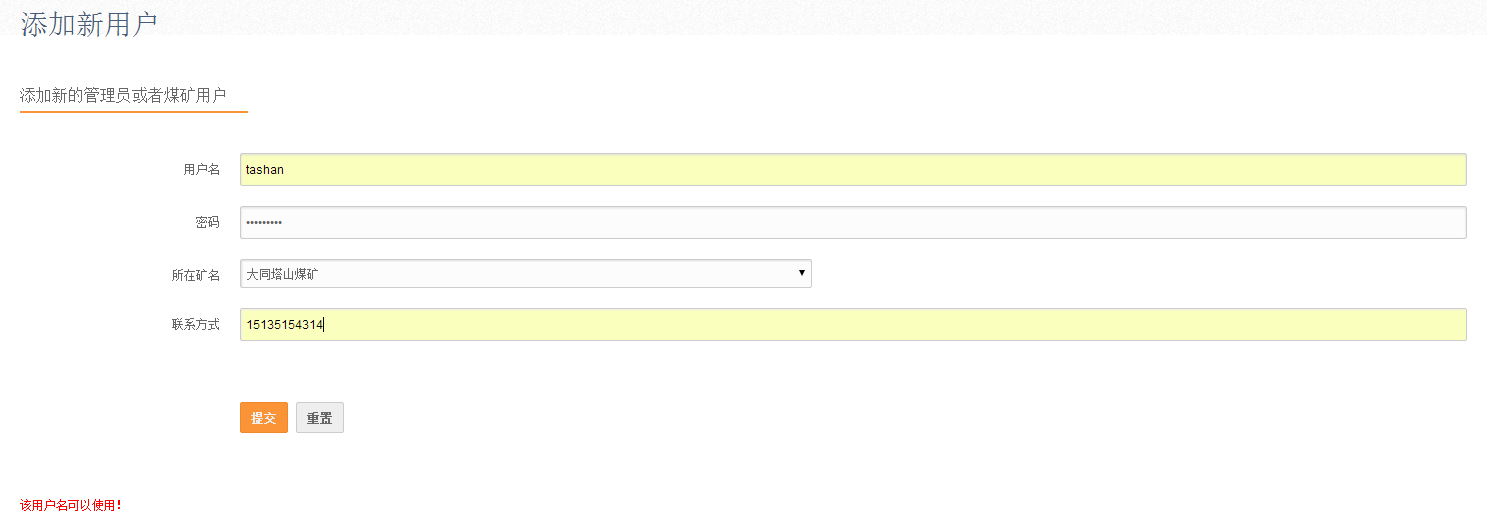 添加新用户
添加新的管理员或者煤矿用户
用户名 tashan
密码 •••••••••
所在矿名 大同塔山煤矿
联系方式 15135154314
提交 重置
该用户名可以使用！